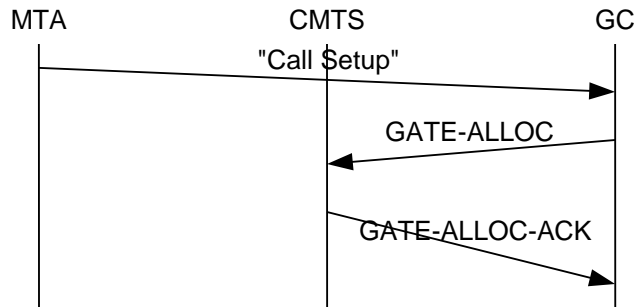 MTA CMTS GC
"Call Setup"
GATE-ALLOC
GATE-ALLOC-ACK